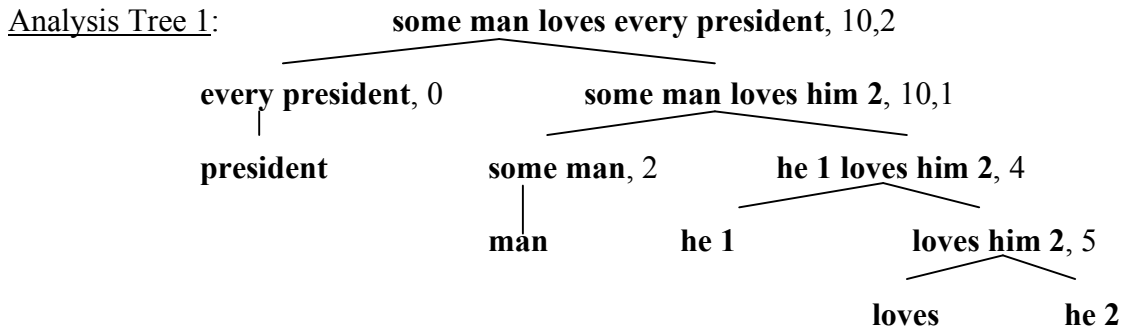 Analysis Tree 1: some man loves every president, 10,2
every president, 0 some man loves him 2, 10,1
president some man, 2 he 1 loves him 2, 4
man he 1 loves him 2, 5
loves he 2